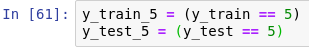 In [61]: y_train_5 = (y_train == 5)
y_test_5 = (y_test == 5)